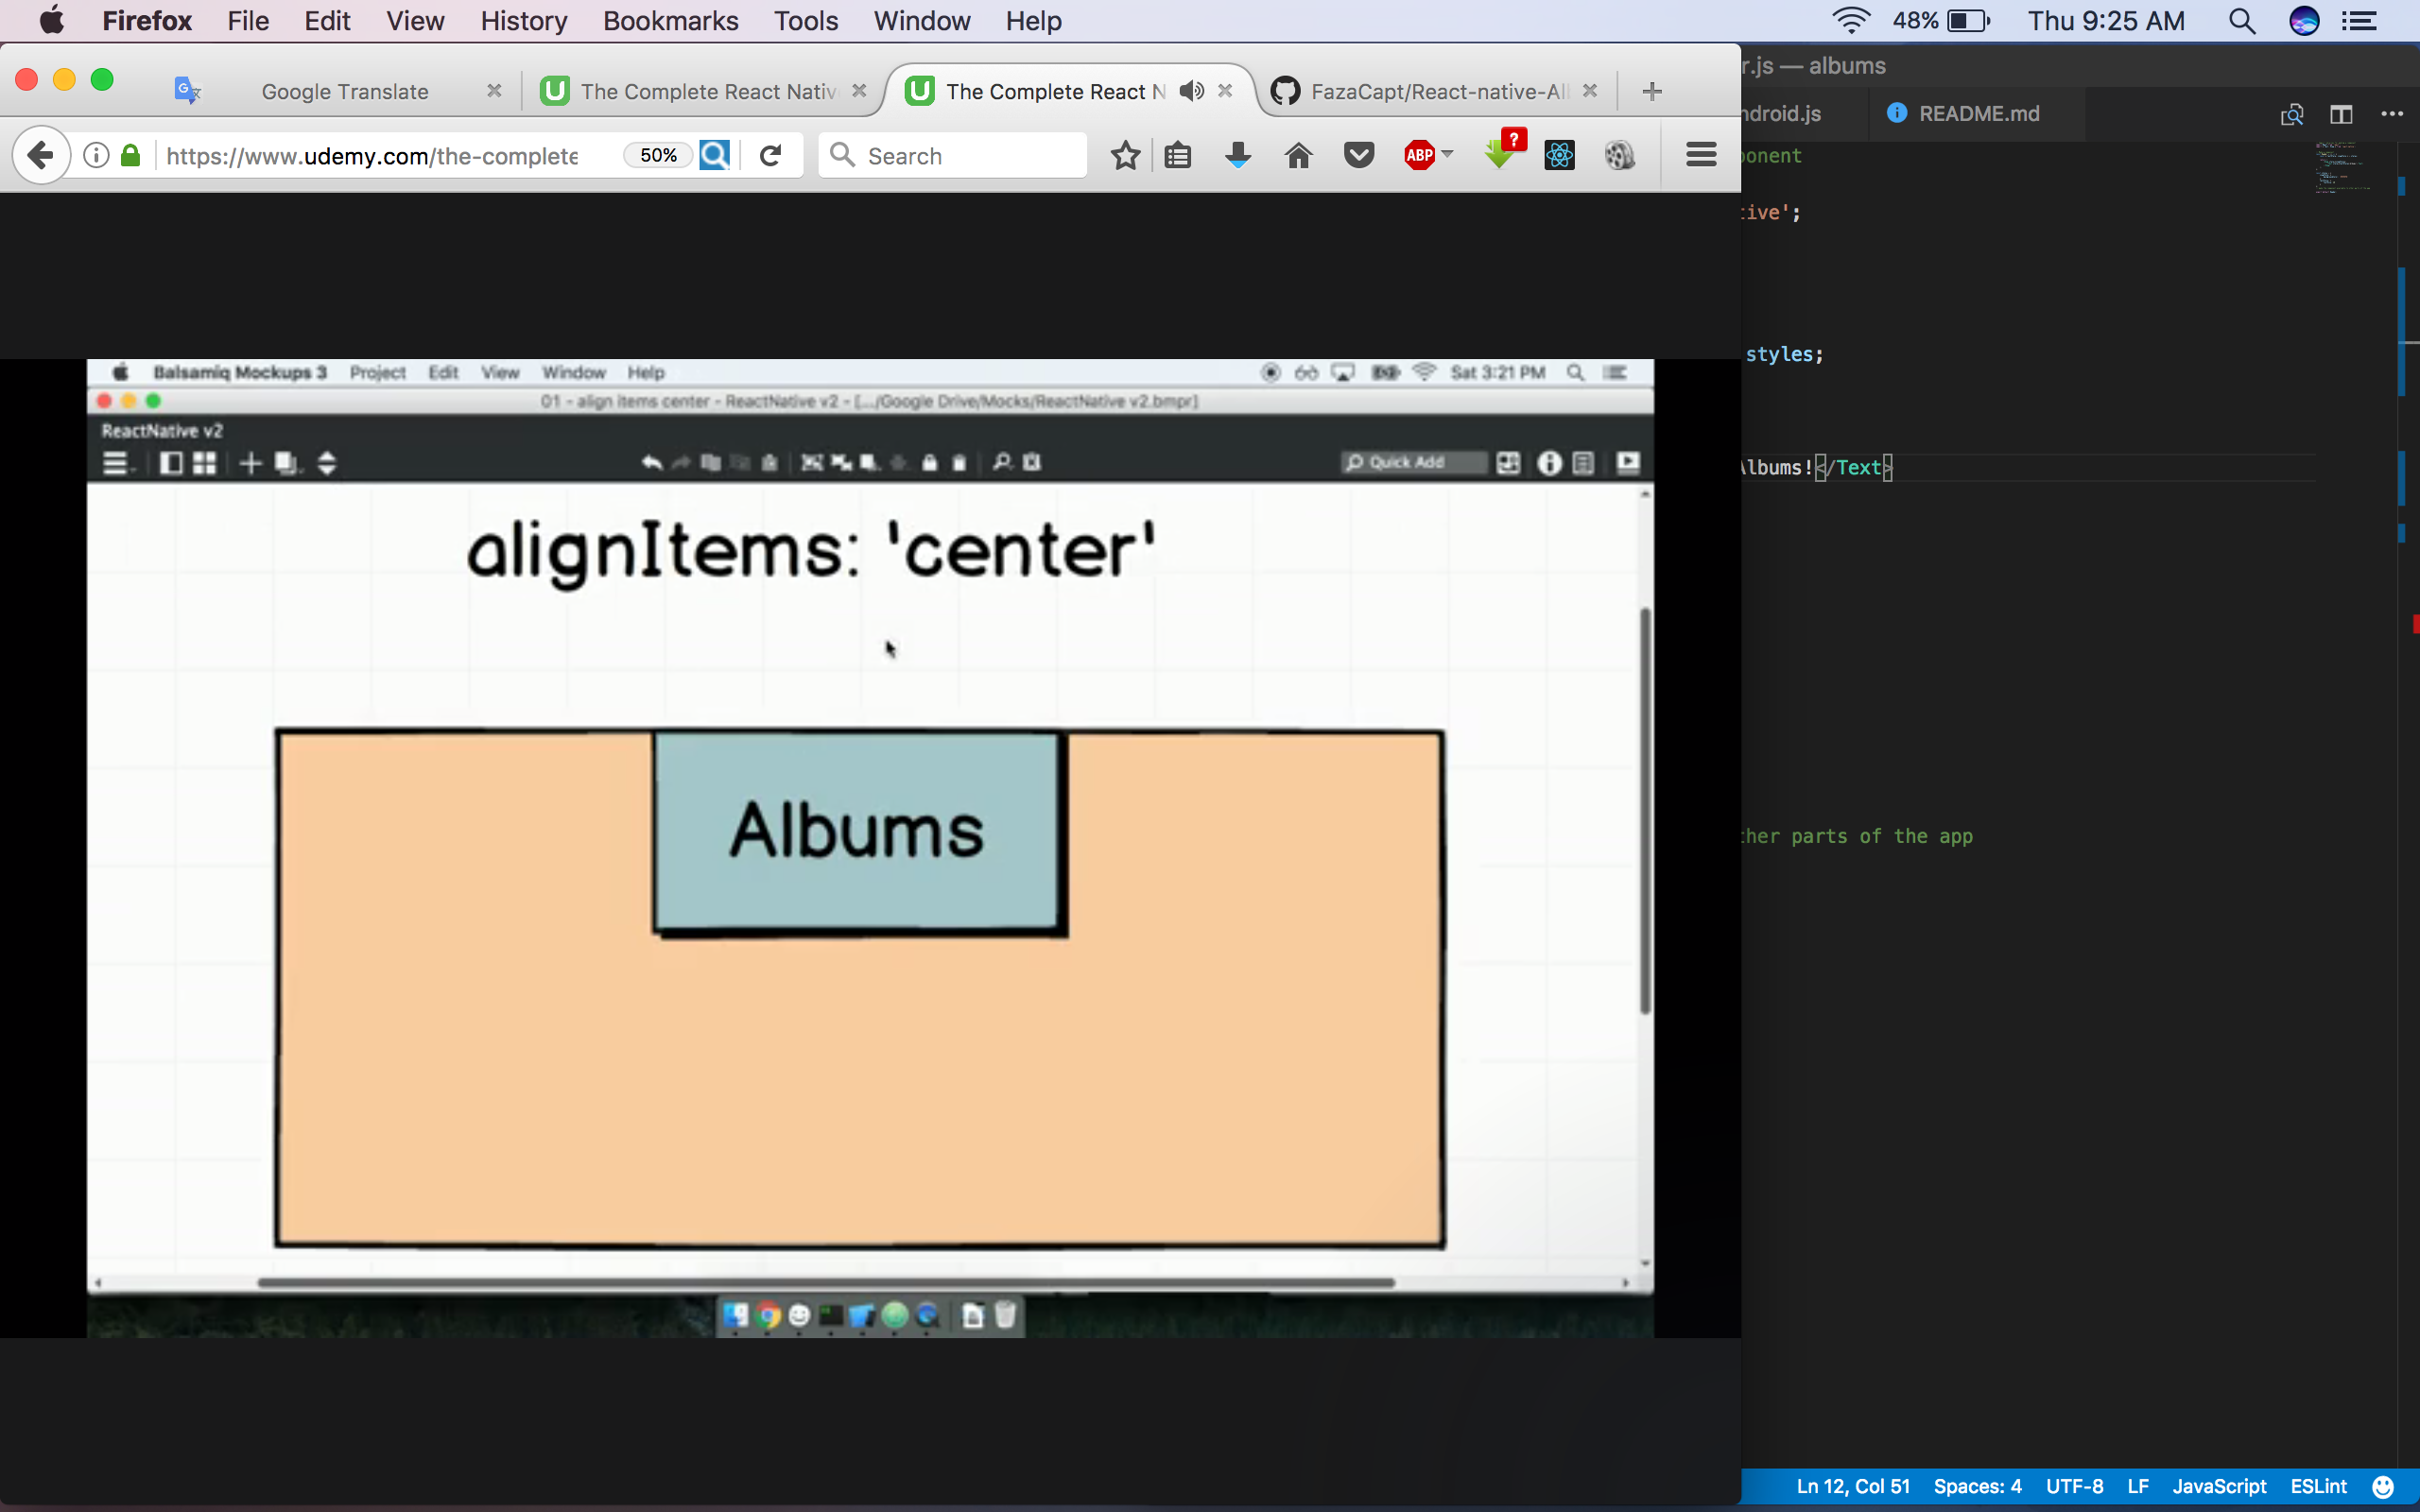 Firefox File Edit View History Bookmarks Tools Window Help 48% Thu 9:25 AM
Google Translate
The Complete React Nativ
The Complete React N
FazaCapt/React-native-Al
https://www.udemy.com/the-complete 50% Search ABP ?
Balsamiq Mockups 3 Project Edit View Window Help Sat 3:21 PM
01 - align items center - ReactNative v2 - [.../Google Drive/Mocks/ReactNative v2.bmpr]
ReactNative v2
Quick Add
alignItems: 'center'
Albums
r.js — albums
ndroid.js README.md
ponent
tive';
styles;
Albums!</Text>
ther parts of the app
Ln 12, Col 51 Spaces: 4 UTF-8 LF JavaScript ESLint